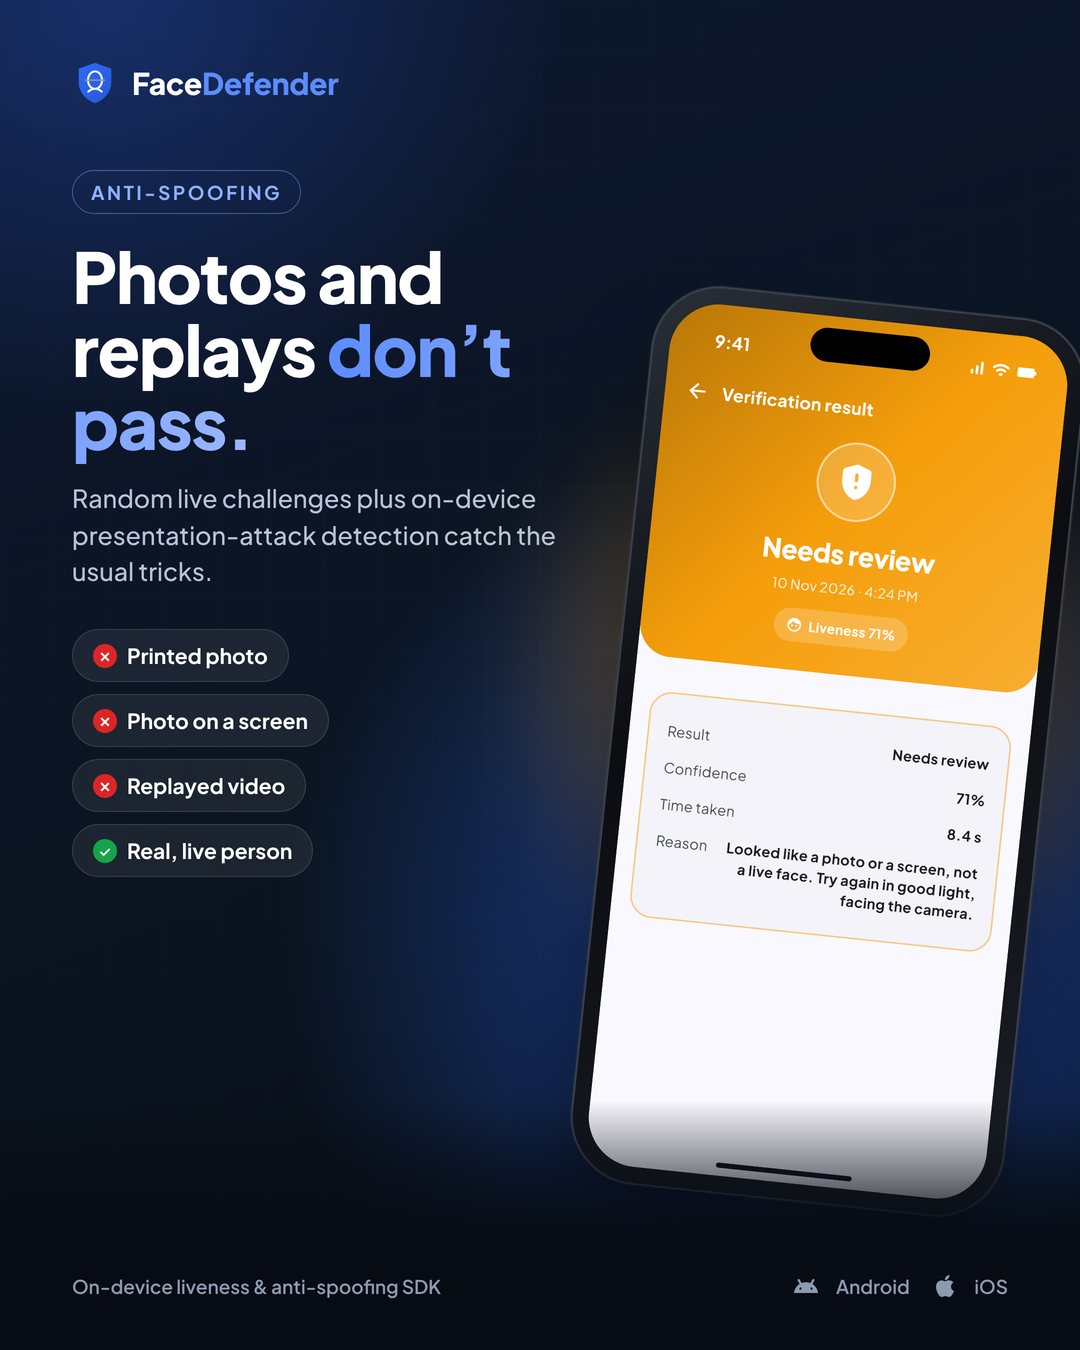 FaceDefender
ANTI-SPOOFING
Photos and
replays don’t
pass.
Random live challenges plus on-device
presentation-attack detection catch the
usual tricks.
Printed photo
Photo on a screen
Replayed video
Real, live person
9:41
Verification result
Needs review
10 Nov 2026 · 4:24 PM
Liveness 71%
Result Needs review
Confidence 71%
Time taken 8.4 s
Reason Looked like a photo or a screen, not
a live face. Try again in good light,
facing the camera.
On-device liveness & anti-spoofing SDK
Android iOS